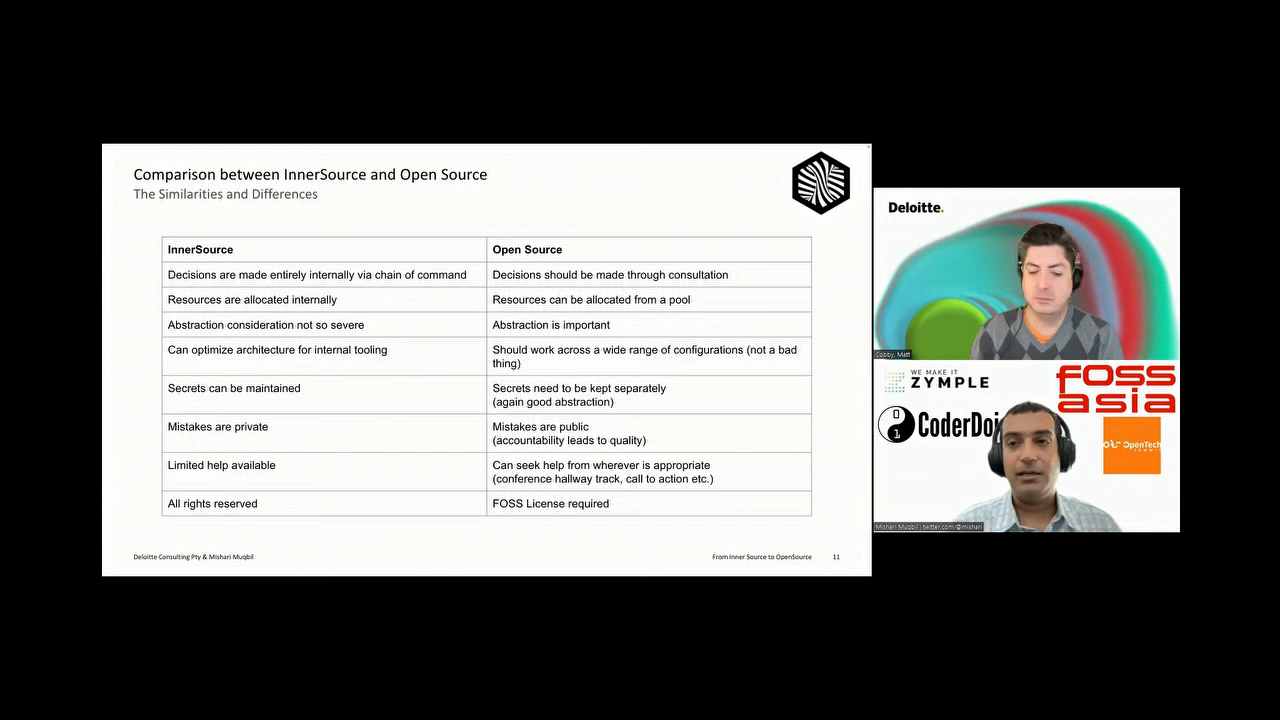 Comparison between InnerSource and Open Source
The Similarities and Differences
InnerSource
Open Source
Decisions are made entirely internally via chain of command
Decisions should be made through consultation
Resources are allocated internally
Resources can be allocated from a pool
Abstraction consideration not so severe
Abstraction is important
Can optimize architecture for internal tooling
Should work across a wide range of configurations (not a bad
thing)
Secrets can be maintained
Secrets need to be kept separately
(again good abstraction)
Mistakes are private
Mistakes are public
(accountability leads to quality)
Limited help available
Can seek help from wherever is appropriate
(conference hallway track, call to action etc.)
All rights reserved
FOSS License required
Deloitte Consulting Pty & Mishari Muqbil
From Inner Source to OpenSource
11
Deloitte.
Cobby, Matt
WE MAKE IT
ZYMPLE
FOSS
asia
0
1
CoderDoj
OpenTech
SUMMIT
Mishari Muqbil | twitter.com/@mishari